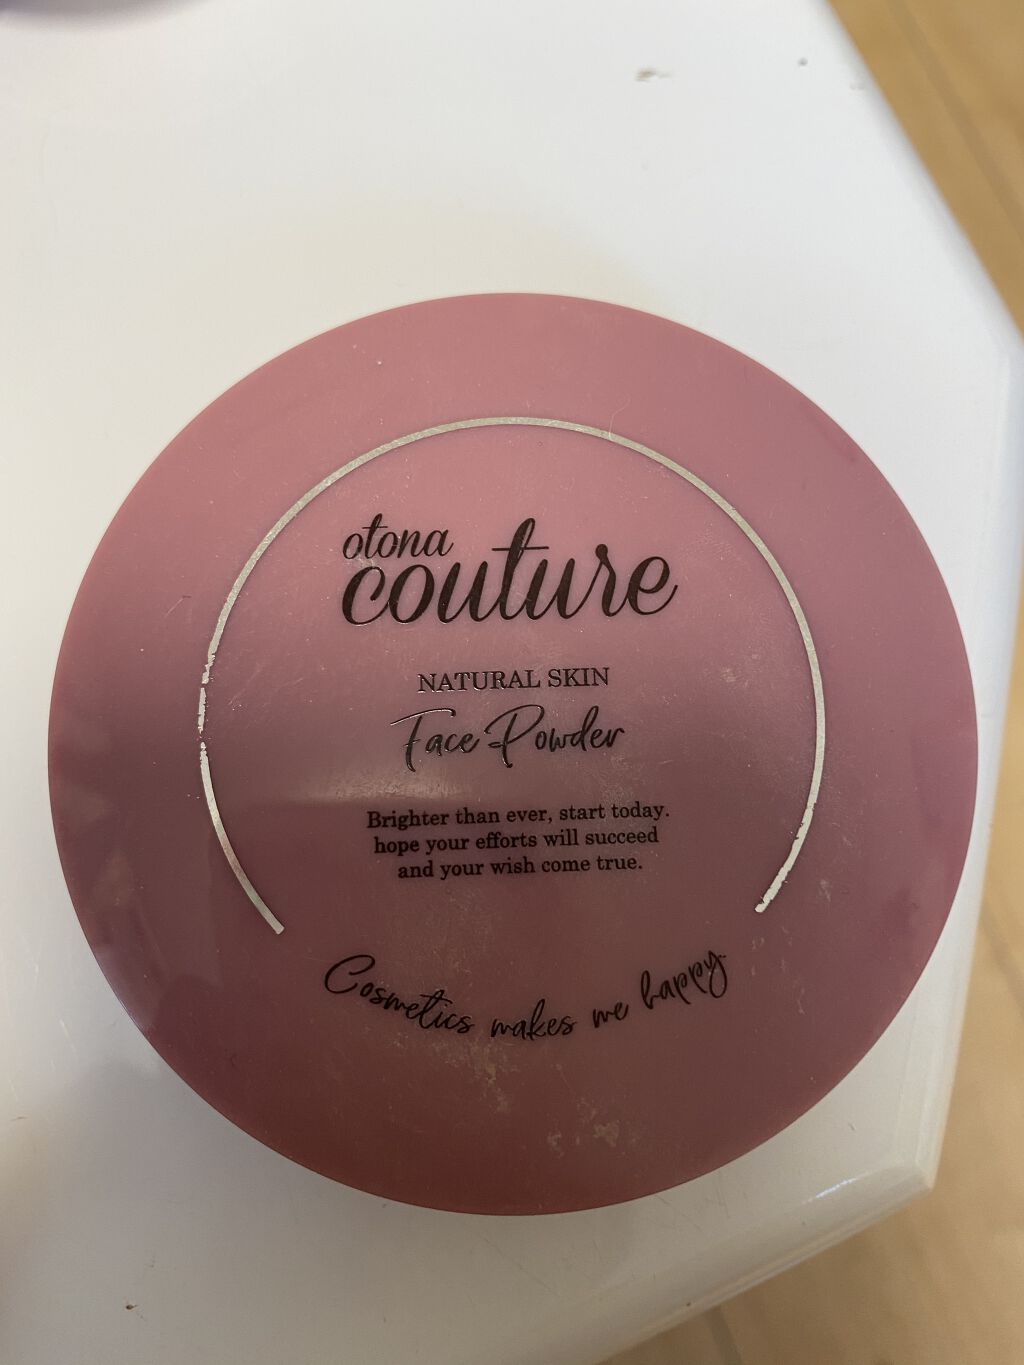 otona
couture
NATURAL SKIN
Face Powder
Brighter than ever, start today.
hope your efforts will succeed
and your wish come true.
Cosmetics makes me happy.